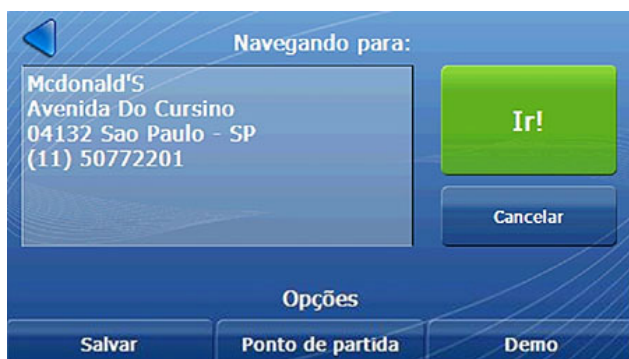 Navegando para:
Mcdonald'S
Avenida Do Cursino
04132 Sao Paulo - SP
(11) 50772201
Ir!
Cancelar
Opções
Salvar
Ponto de partida
Demo